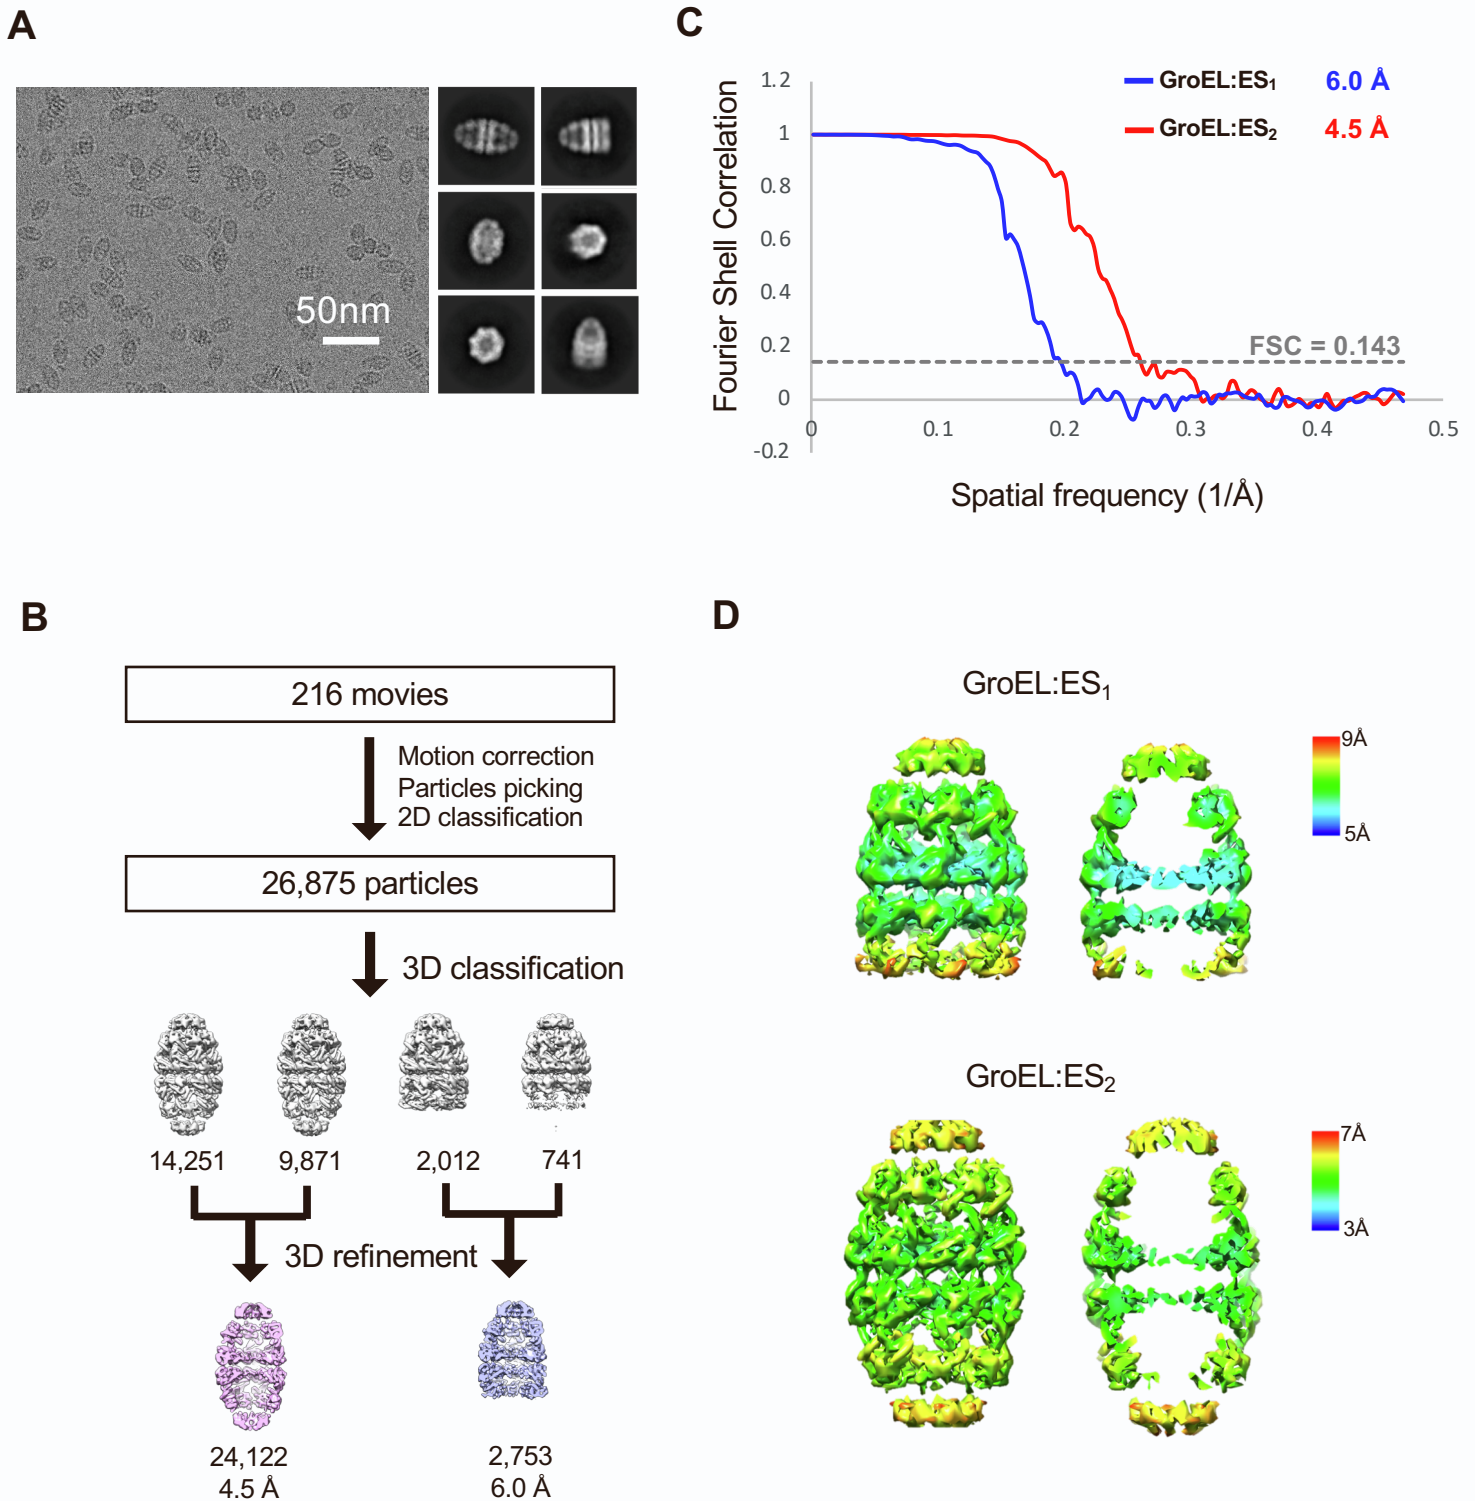 A
50nm
C
Fourier Shell Correlation
1.2
1
0.8
0.6
0.4
0.2
0
-0.2
0
0.1
0.2
0.3
0.4
0.5
Spatial frequency (1/Å)
GroEL:ES₁ 6.0 Å
GroEL:ES₂ 4.5 Å
FSC = 0.143
B
216 movies
Motion correction
Particles picking
2D classification
26,875 particles
3D classification
14,251 9,871 2,012 741
3D refinement
24,122 2,753
4.5 Å 6.0 Å
D
GroEL:ES₁
9Å
5Å
GroEL:ES₂
7Å
3Å